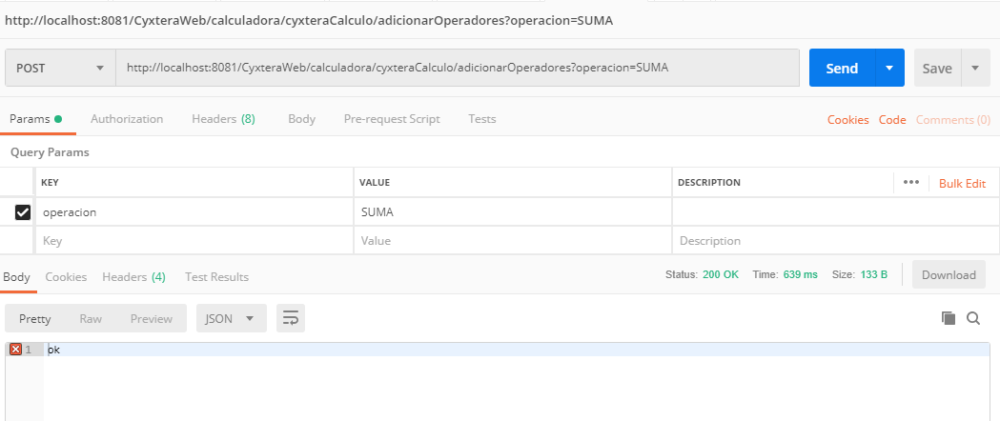 http://localhost:8081/CyxteraWeb/calculadora/cyxteraCalculo/adicionarOperadores?operacion=SUMA
POST http://localhost:8081/CyxteraWeb/calculadora/cyxteraCalculo/adicionarOperadores?operacion=SUMA Send Save
Params Authorization Headers (8) Body Pre-request Script Tests Cookies Code Comments (0)
Query Params
KEY VALUE DESCRIPTION ••• Bulk Edit
operacion SUMA
Key Value Description
Body Cookies Headers (4) Test Results Status: 200 OK Time: 639 ms Size: 133 B Download
Pretty Raw Preview JSON
1 ok